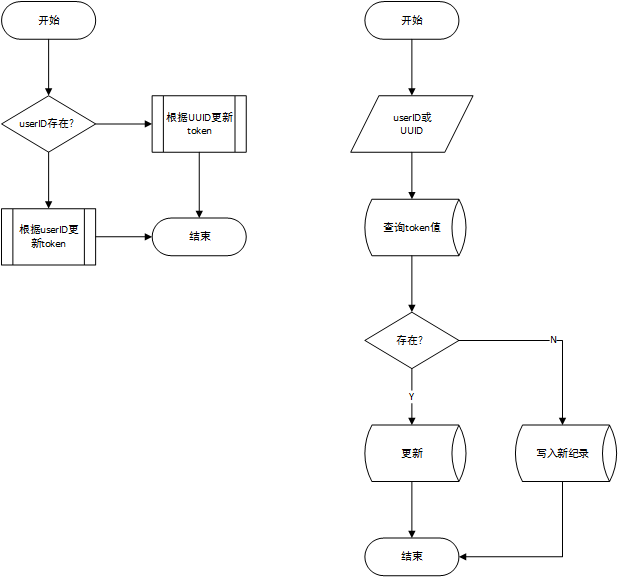 开始
userID存在?
根据UUID更新
token
根据userID更
新token
结束
开始
userID或
UUID
查询token值
存在?
N
Y
更新
写入新纪录
结束